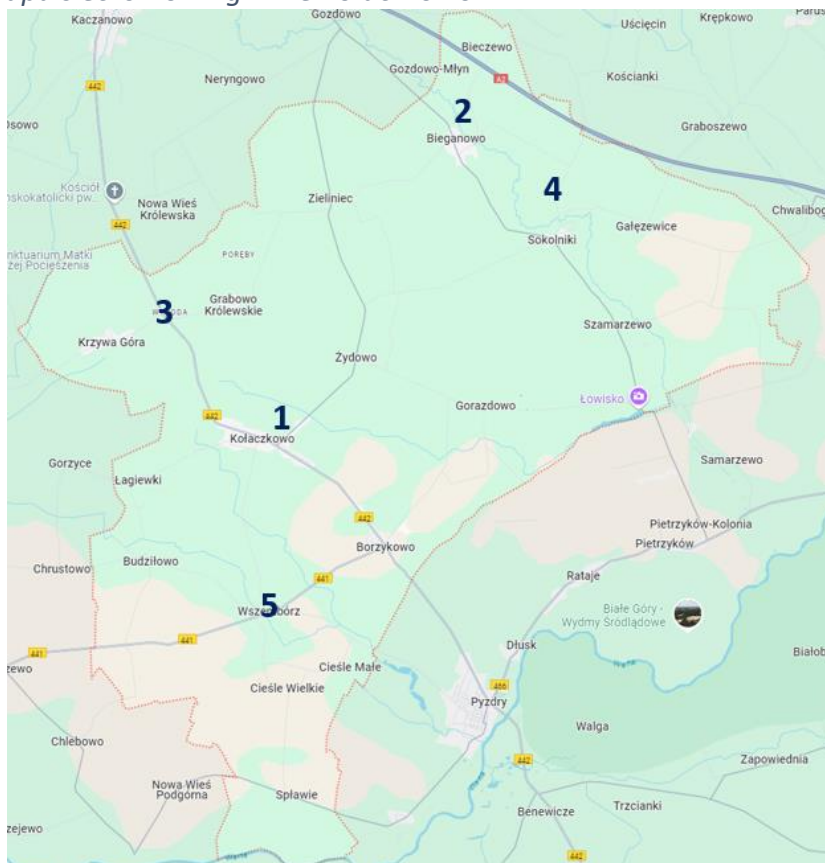 Kaczanowo
Gozdowo
Bieczewo
Uścięcin
Krępkowo
442
Neryngowo
Gozdowo-Młyn
A2
Kościanki
2
Bieganowo
Graboszewo
Kościół
Nowa Wieś
Królewska
Zieliniec
4
442
Sokolniki
Gałęzewice
PORĘBY
3
Grabowo
Królewskie
Krzywa Góra
Szamarzewo
Żydowo
Łowisko
442
1
Gorazdowo
Kołaczkowo
Gorzyce
Łagiewki
Samarzewo
442
Pietrzyków-Kolonia
Borzykowo
Pietrzyków
Chrustowo
Budziłowo
441
Rataje
5
Wszembórz
Białe Góry -
Wydmy Śródlądowe
441
441
Dłusk
Cieśle Małe
Cieśle Wielkie
466
Pyzdry
Walga
Chlebowo
442
Zapowiednia
Nowa Wieś
Podgórna
Spławie
Trzcianki
Benewicze
442